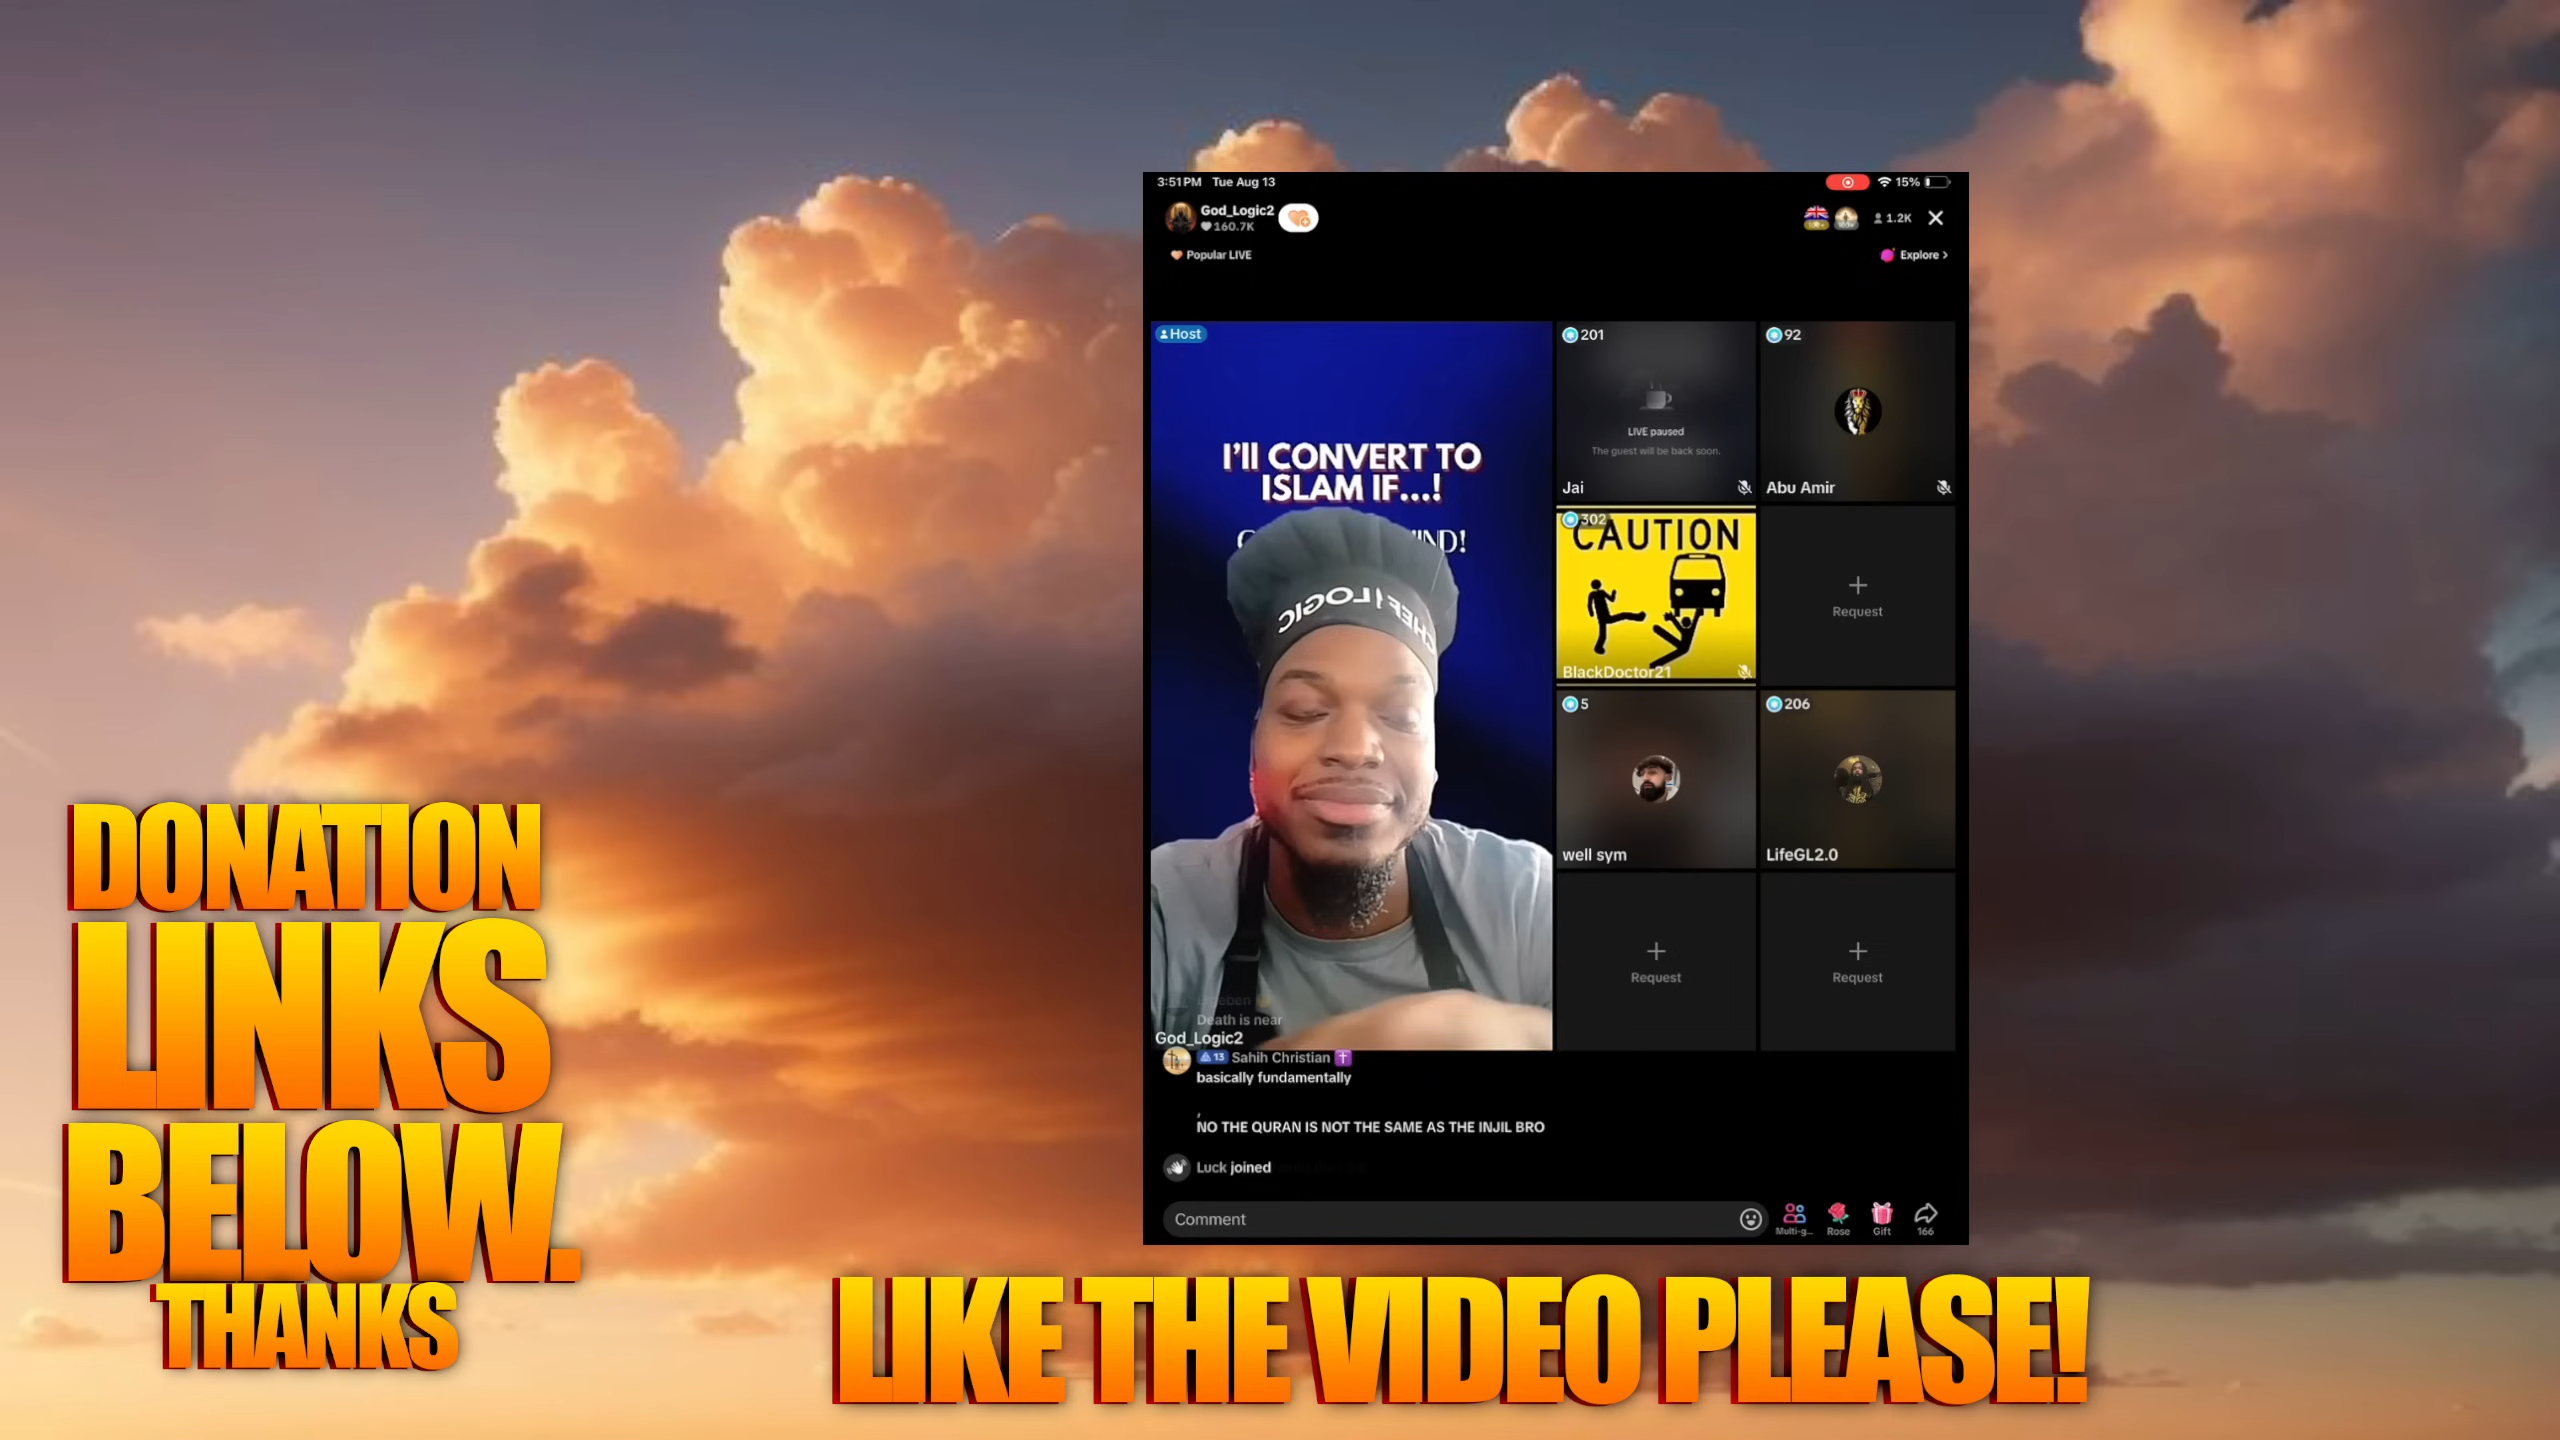 3:51 PM Tue Aug 13
15%
God_Logic2
160.7K
1.2K
Popular LIVE
Explore >
Host
I'll CONVERT TO
ISLAM IF...!
CHEF LOGIC
God_Logic2
201
LIVE paused
The guest will be back soon.
Jai
92
Abu Amir
302
CAUTION
BlackDoctor21
+
Request
5
well sym
206
LifeGL2.0
+
Request
+
Request
Death is near
13 Sahih Christian
basically fundamentally
,
NO THE QURAN IS NOT THE SAME AS THE INJIL BRO
Luck joined
Comment
Multi-g...
Rose
Gift
166
DONATION
LINKS
BELOW.
THANKS
LIKE THE VIDEO PLEASE!